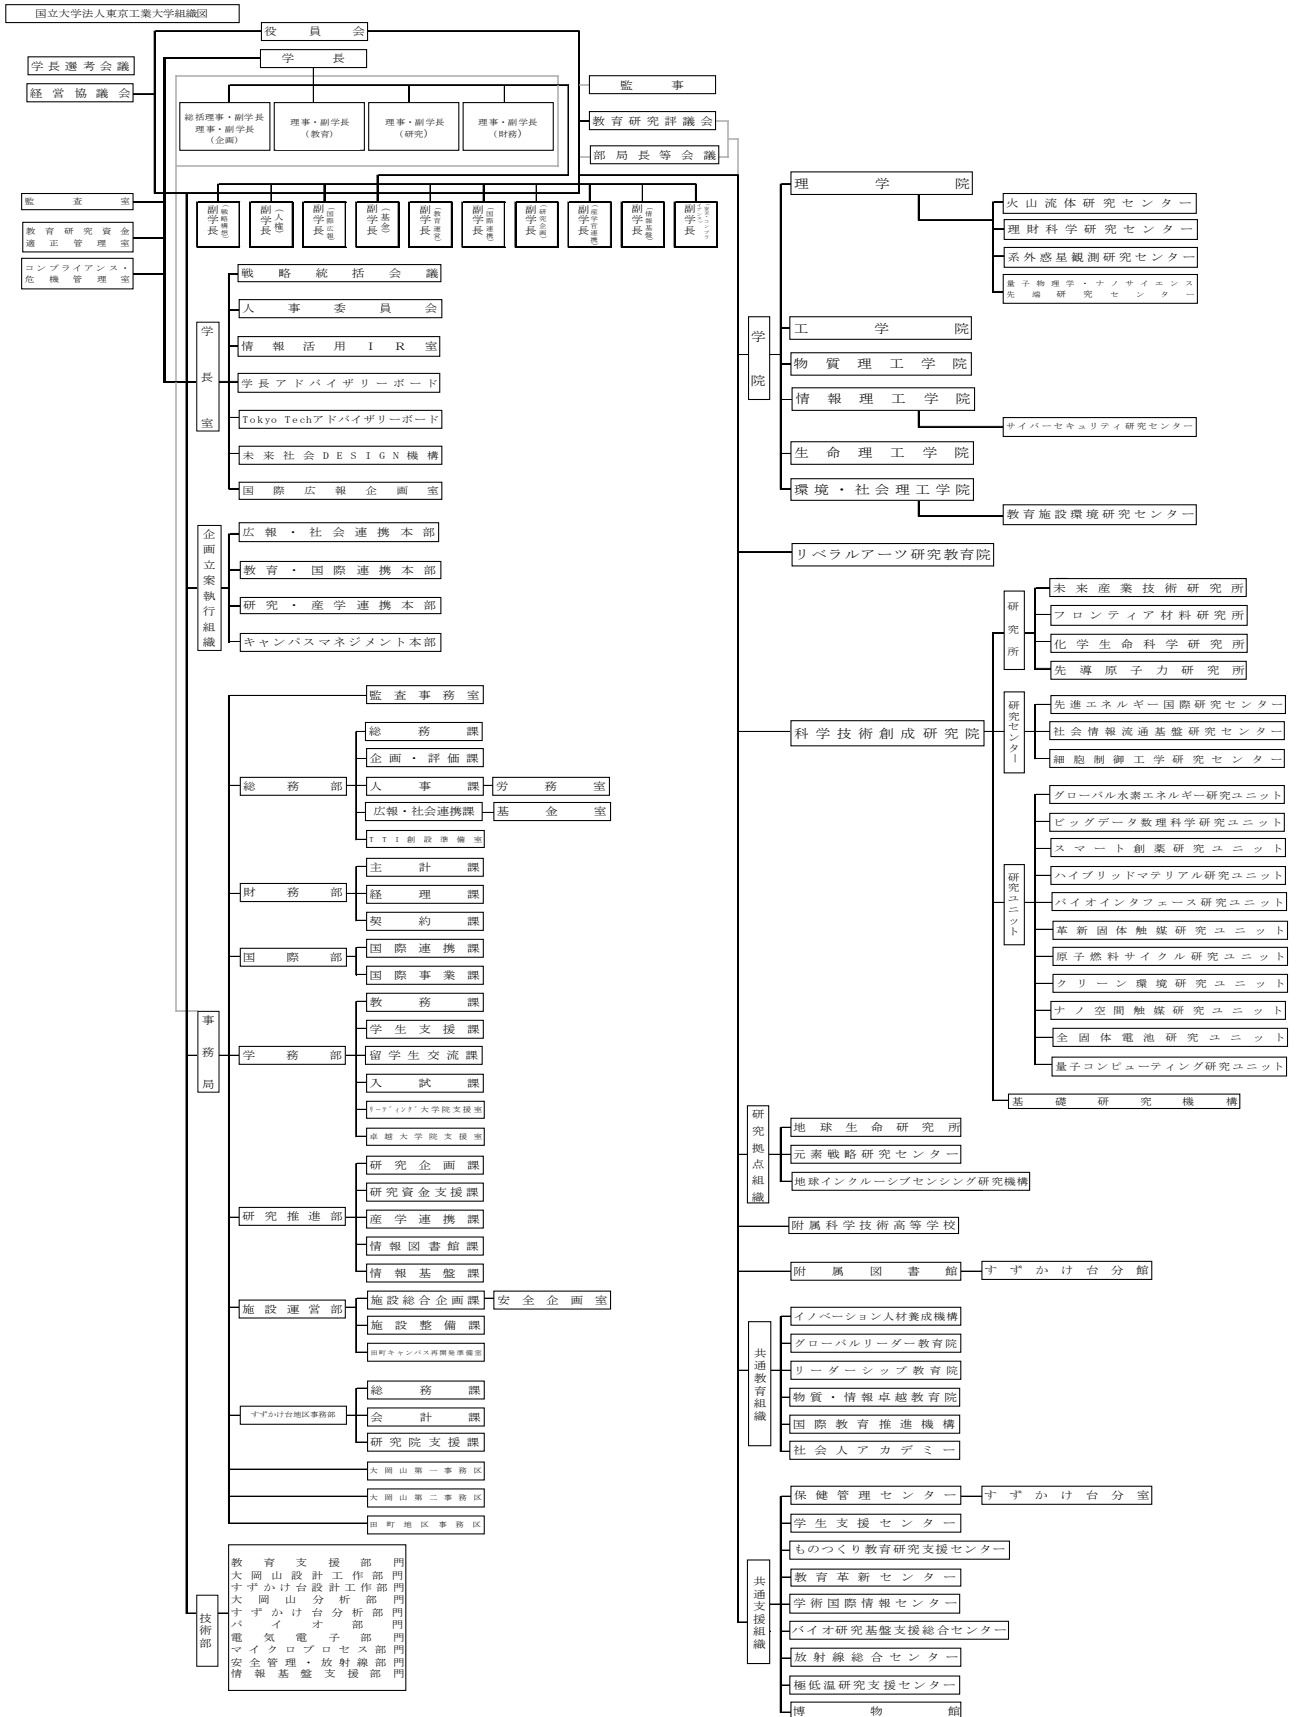 国立大学法人東京工業大学組織図
役員会
学長
学長選考会議
経営協議会
監事
教育研究評議会
部局長等会議
総括理事・副学長
理事・副学長
(企画)
理事・副学長
(教育)
理事・副学長
(研究)
理事・副学長
(財務)
監査室
教育研究資金
適正管理室
コンプライアンス・
危機管理室
副学長(戦略構想)
副学長(人権)
副学長(国際広報)
副学長(基金)
副学長(教育運営)
副学長(国際連携)
副学長(研究企画)
副学長(産学官連携)
副学長(情報基盤)
副学長
学長室
戦略統括会議
人事委員会
情報活用IR室
学長アドバイザリーボード
Tokyo Techアドバイザリーボード
未来社会DESIGN機構
国際広報企画室
企画立案執行組織
広報・社会連携本部
教育・国際連携本部
研究・産学連携本部
キャンパスマネジメント本部
事務局
監査事務室
総務部
総務課
企画・評価課
人事課
労務室
広報・社会連携課
基金室
TTI創設準備室
財務部
主計課
経理課
契約課
国際部
国際連携課
国際事業課
学務部
教務課
学生支援課
留学生交流課
入試課
リーディング大学院支援室
卓越大学院支援室
研究推進部
研究企画課
研究資金支援課
産学連携課
情報図書館課
情報基盤課
施設運営部
施設総合企画課
安全企画室
施設整備課
田町キャンパス再開発準備室
すずかけ台地区事務部
総務課
会計課
研究院支援課
大岡山第一事務区
大岡山第二事務区
田町地区事務区
技術部
教育支援部門
大岡山設計工作部門
すずかけ台設計工作部門
大岡山分析部門
すずかけ台分析部門
バイオ部門
電気電子部門
マイクロプロセス部門
安全管理・放射線部門
情報基盤支援部門
学院
理学院
火山流体研究センター
理財科学研究センター
系外惑星観測研究センター
量子物理学・ナノサイエンス
先端研究センター
工学院
物質理工学院
情報理工学院
サイバーセキュリティ研究センター
生命理工学院
環境・社会理工学院
教育施設環境研究センター
リベラルアーツ研究教育院
科学技術創成研究院
研究所
未来産業技術研究所
フロンティア材料研究所
化学生命科学研究所
先導原子力研究所
研究センター
先進エネルギー国際研究センター
社会情報流通基盤研究センター
細胞制御工学研究センター
研究ユニット
グローバル水素エネルギー研究ユニット
ビッグデータ数理科学研究ユニット
スマート創薬研究ユニット
ハイブリッドマテリアル研究ユニット
バイオインタフェース研究ユニット
革新固体触媒研究ユニット
原子燃料サイクル研究ユニット
クリーン環境研究ユニット
ナノ空間触媒研究ユニット
全固体電池研究ユニット
量子コンピューティング研究ユニット
基礎研究機構
研究拠点組織
地球生命研究所
元素戦略研究センター
地球インクルーシブセンシング研究機構
附属科学技術高等学校
附属図書館
すずかけ台分館
共通教育組織
イノベーション人材養成機構
グローバルリーダー教育院
リーダーシップ教育院
物質・情報卓越教育院
国際教育推進機構
社会人アカデミー
共通支援組織
保健管理センター
すずかけ台分室
学生支援センター
ものつくり教育研究支援センター
教育革新センター
学術国際情報センター
バイオ研究基盤支援総合センター
放射線総合センター
極低温研究支援センター
博物館